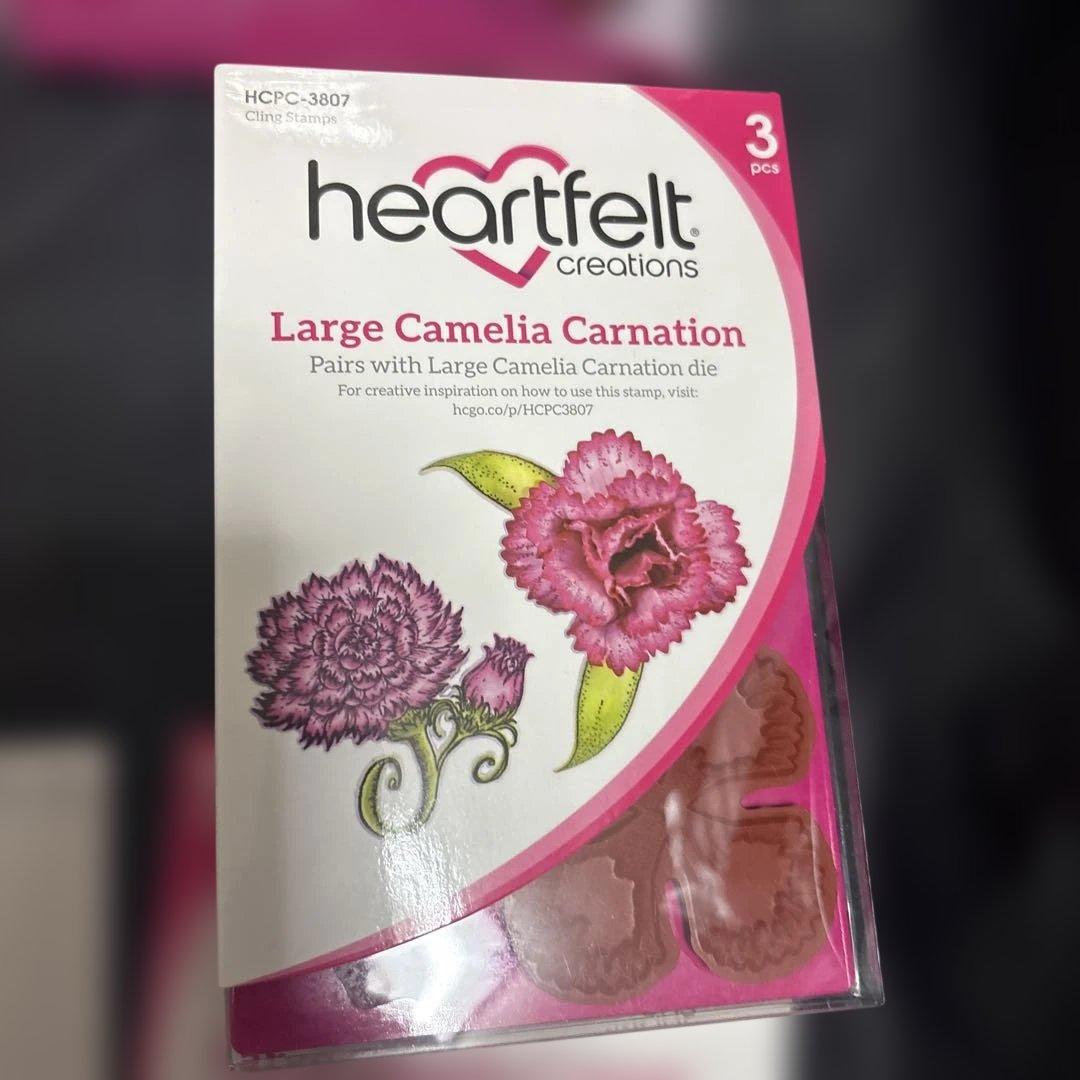 HCPC-3807
Cling Stamps
3
pcs
heartfelt®
creations
Large Camelia Carnation
Pairs with Large Camelia Carnation die
For creative inspiration on how to use this stamp, visit:
hcgo.co/p/HCPC3807